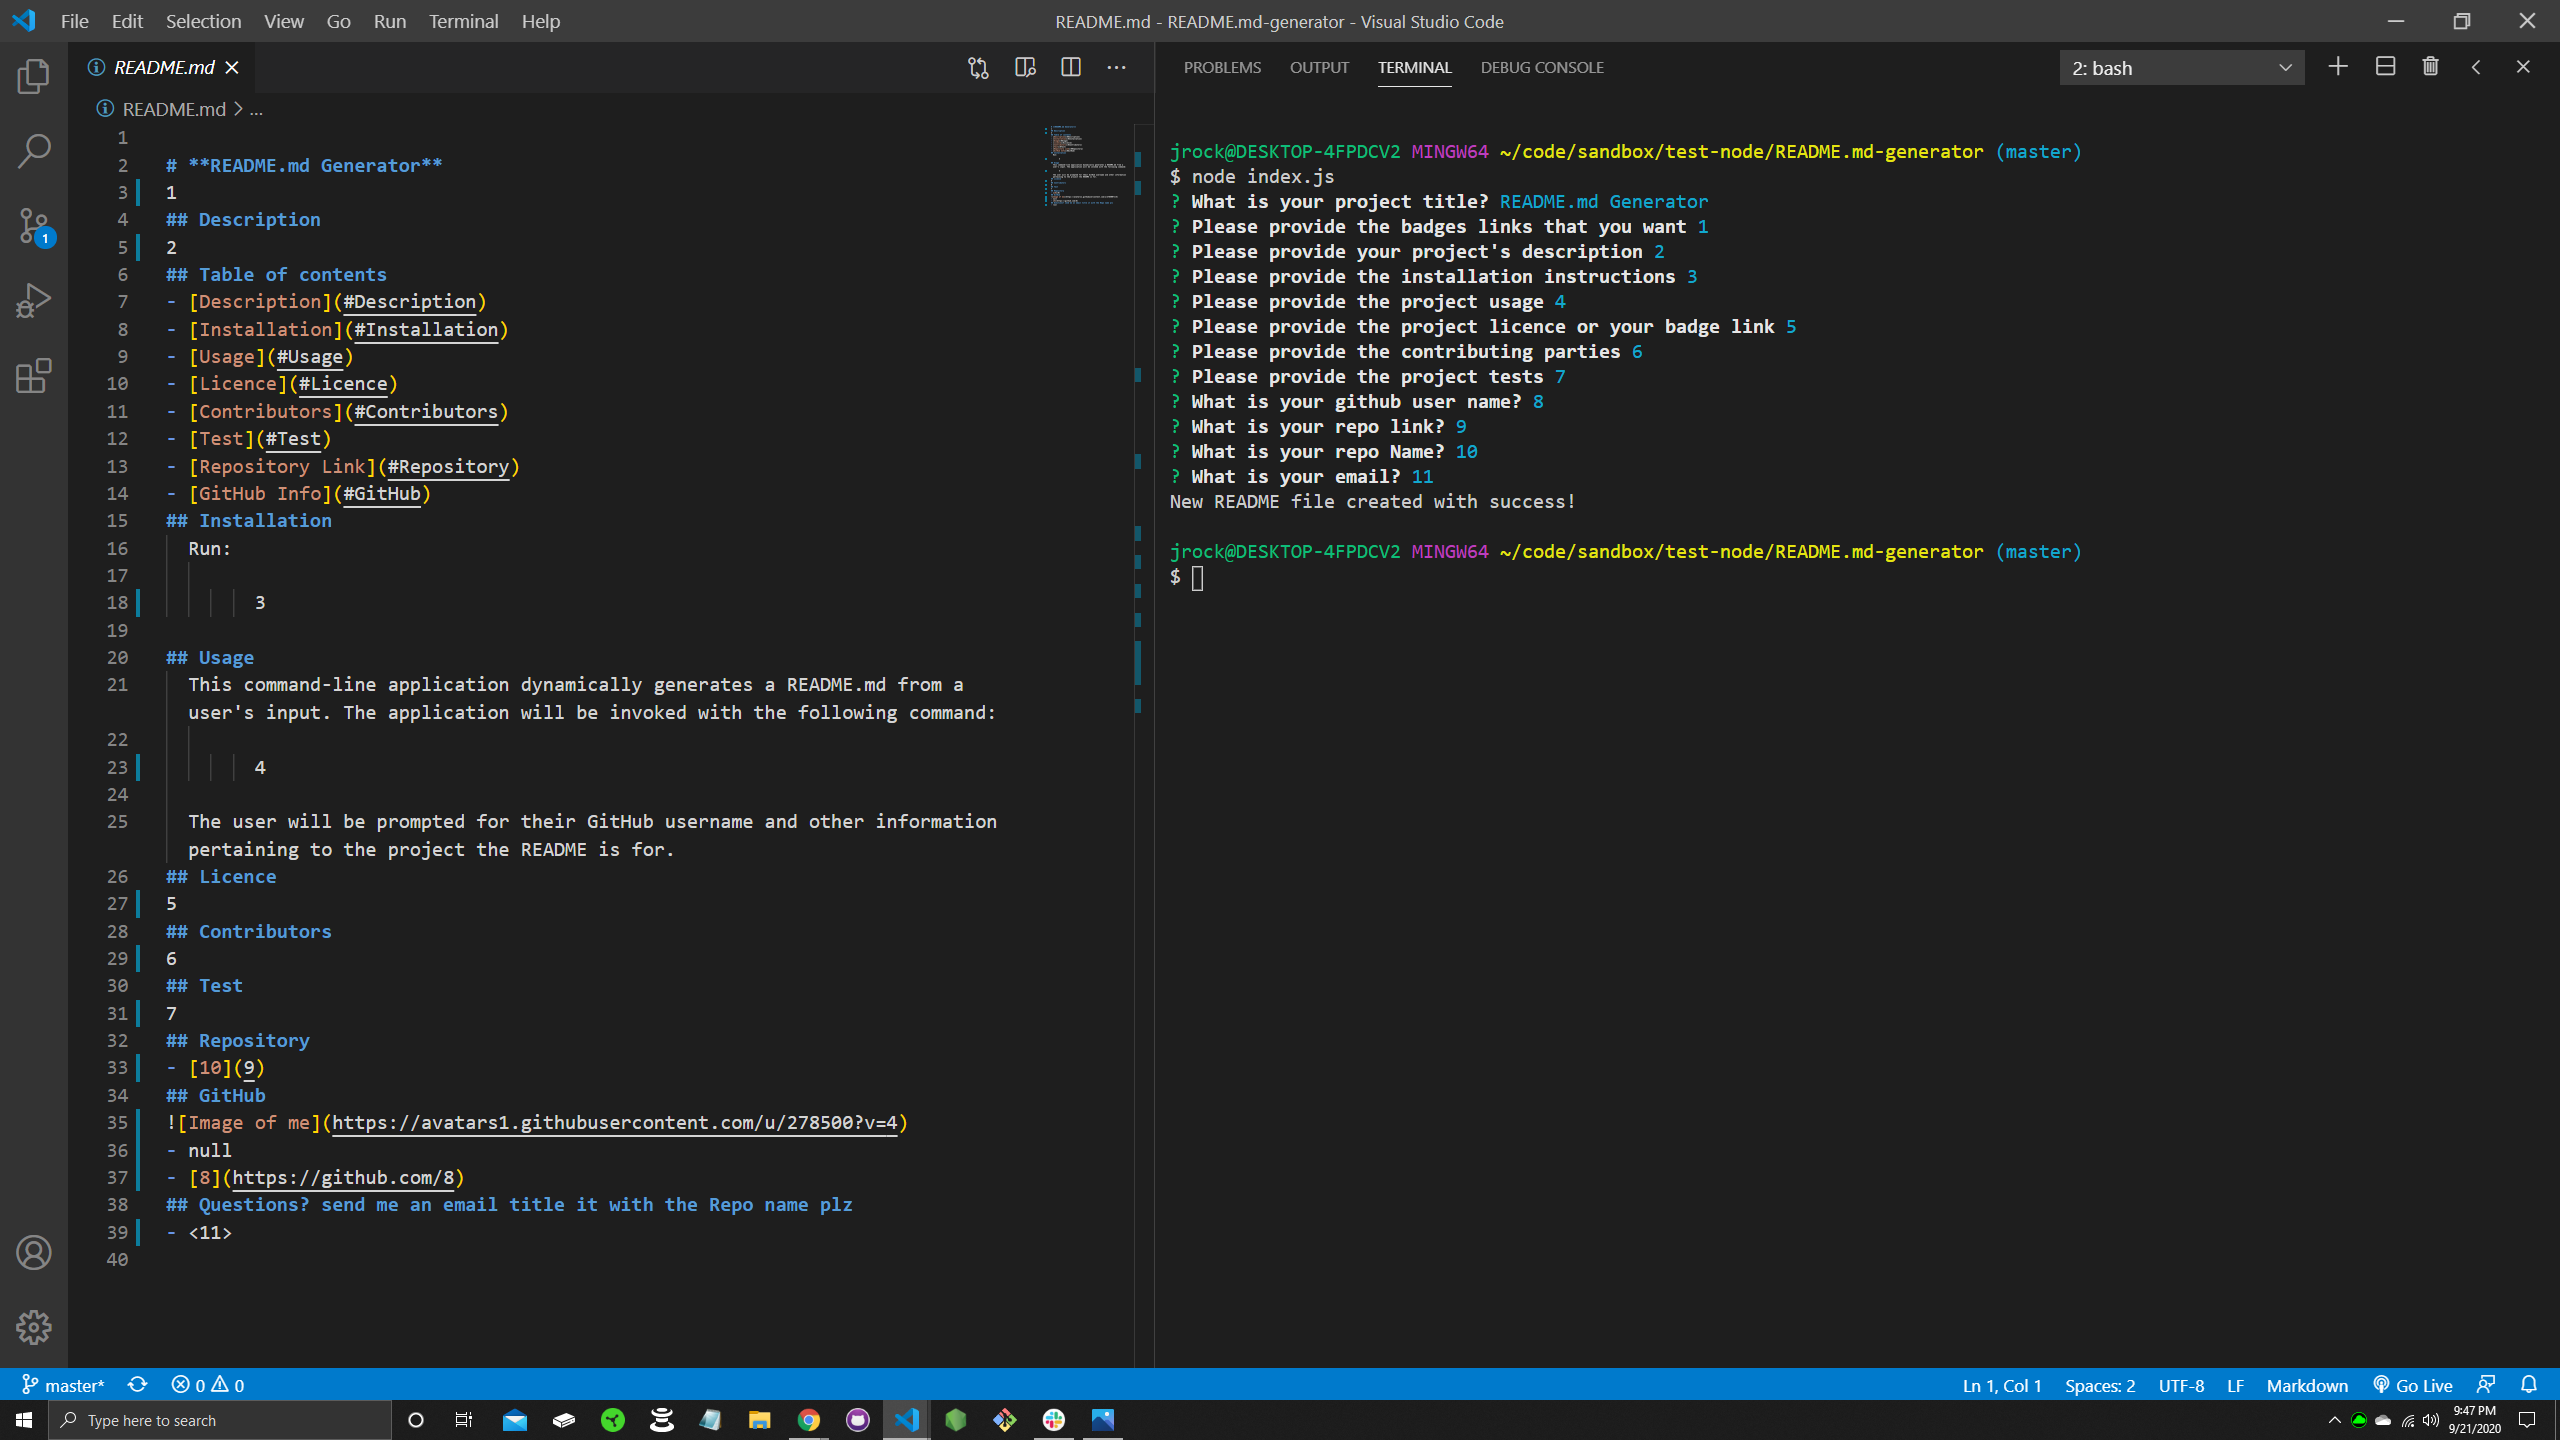 File Edit Selection View Go Run Terminal Help
README.md - README.md-generator - Visual Studio Code
README.md
README.md > ...
1
2 # **README.md Generator**
3 1
4 ## Description
5 2
6 ## Table of contents
7 - [Description](#Description)
8 - [Installation](#Installation)
9 - [Usage](#Usage)
10 - [Licence](#Licence)
11 - [Contributors](#Contributors)
12 - [Test](#Test)
13 - [Repository Link](#Repository)
14 - [GitHub Info](#GitHub)
15 ## Installation
16 Run:
17
18 3
19
20 ## Usage
21 This command-line application dynamically generates a README.md from a
user's input. The application will be invoked with the following command:
22
23 4
24
25 The user will be prompted for their GitHub username and other information
pertaining to the project the README is for.
26 ## Licence
27 5
28 ## Contributors
29 6
30 ## Test
31 7
32 ## Repository
33 - [10](9)
34 ## GitHub
35 ![Image of me](https://avatars1.githubusercontent.com/u/278500?v=4)
36 - null
37 - [8](https://github.com/8)
38 ## Questions? send me an email title it with the Repo name plz
39 - <11>
40
PROBLEMS OUTPUT TERMINAL DEBUG CONSOLE
2: bash
jrock@DESKTOP-4FPDCV2 MINGW64 ~/code/sandbox/test-node/README.md-generator (master)
$ node index.js
? What is your project title? README.md Generator
? Please provide the badges links that you want 1
? Please provide your project's description 2
? Please provide the installation instructions 3
? Please provide the project usage 4
? Please provide the project licence or your badge link 5
? Please provide the contributing parties 6
? Please provide the project tests 7
? What is your github user name? 8
? What is your repo link? 9
? What is your repo Name? 10
? What is your email? 11
New README file created with success!
jrock@DESKTOP-4FPDCV2 MINGW64 ~/code/sandbox/test-node/README.md-generator (master)
$
1
master* 0 0
Ln 1, Col 1 Spaces: 2 UTF-8 LF Markdown Go Live
Type here to search
9:47 PM
9/21/2020